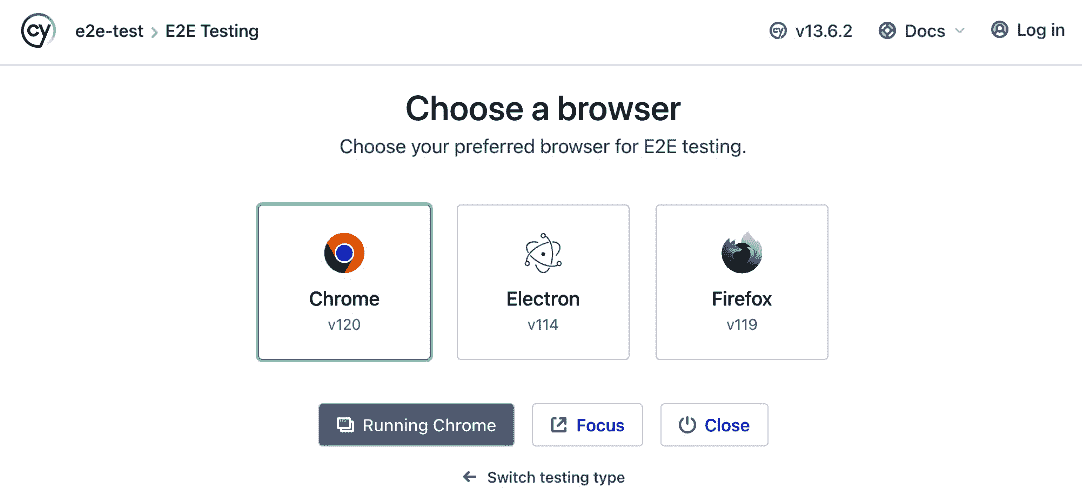 cy e2e-test > E2E Testing cy v13.6.2 Docs Log in
Choose a browser
Choose your preferred browser for E2E testing.
Chrome Electron Firefox
v120 v114 v119
Running Chrome Focus Close
← Switch testing type